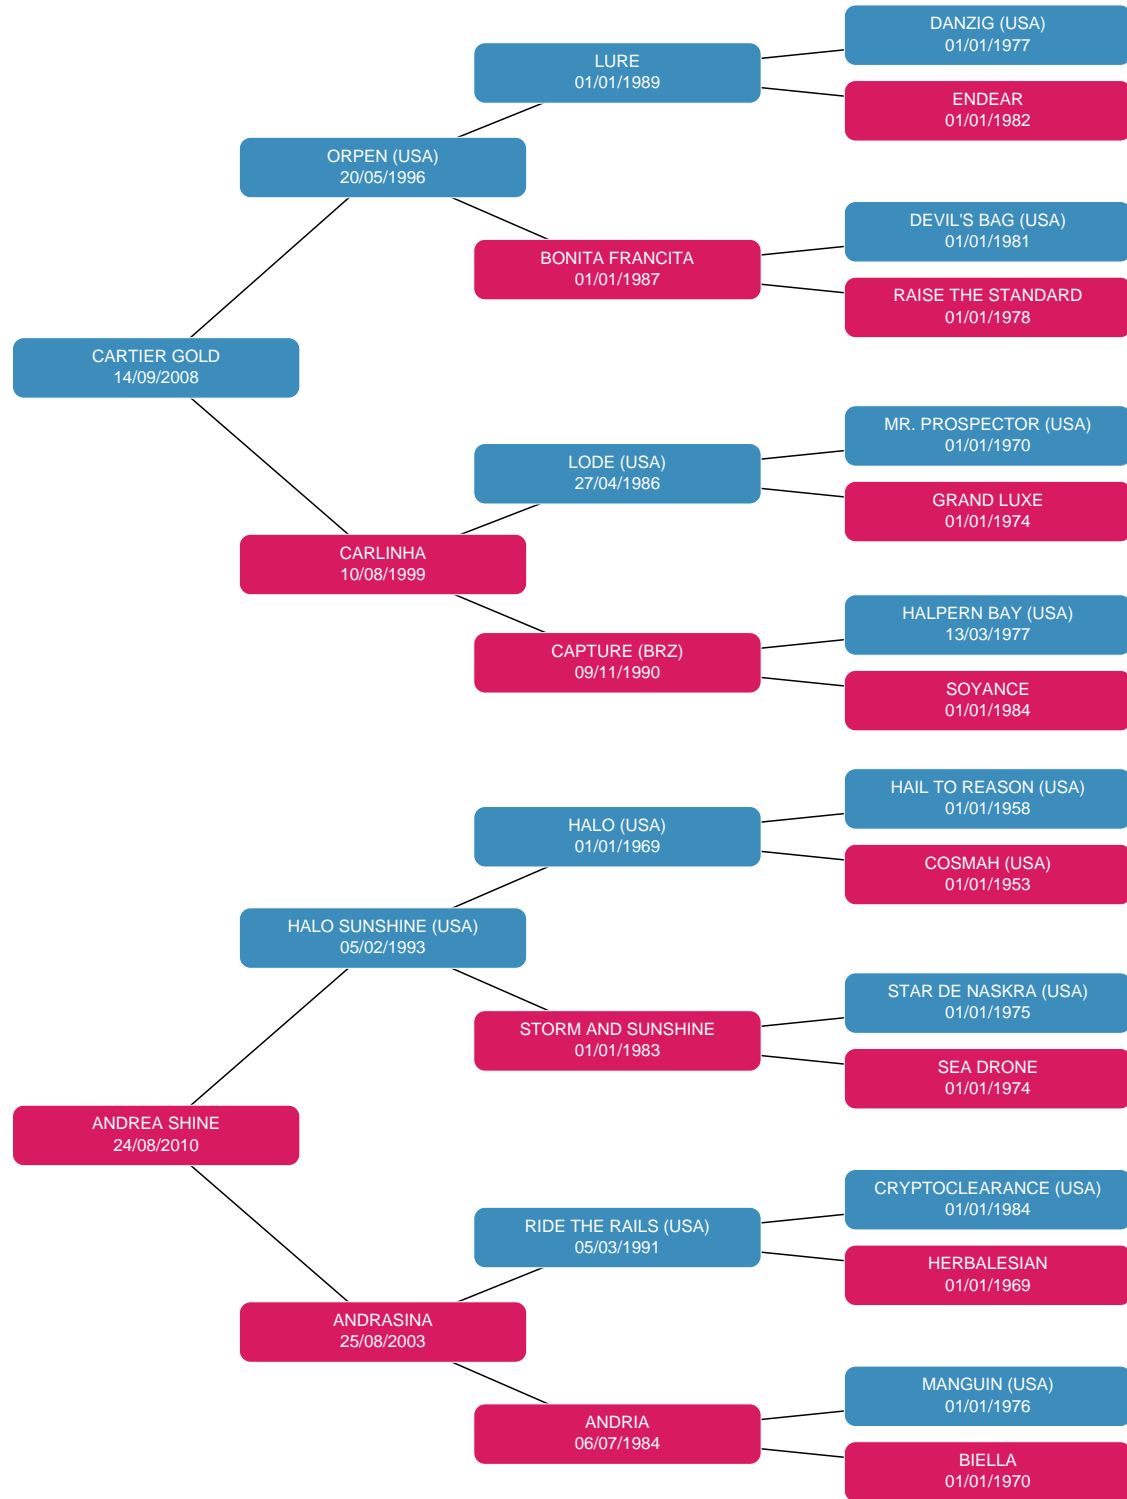 DANZIG (USA)
01/01/1977
LURE
01/01/1989
ENDEAR
01/01/1982
ORPEN (USA)
20/05/1996
DEVIL'S BAG (USA)
01/01/1981
BONITA FRANCITA
01/01/1987
RAISE THE STANDARD
01/01/1978
CARTIER GOLD
14/09/2008
MR. PROSPECTOR (USA)
01/01/1970
LODE (USA)
27/04/1986
GRAND LUXE
01/01/1974
CARLINHA
10/08/1999
HALPERN BAY (USA)
13/03/1977
CAPTURE (BRZ)
09/11/1990
SOYANCE
01/01/1984
HAIL TO REASON (USA)
01/01/1958
HALO (USA)
01/01/1969
COSMAH (USA)
01/01/1953
HALO SUNSHINE (USA)
05/02/1993
STAR DE NASKRA (USA)
01/01/1975
STORM AND SUNSHINE
01/01/1983
SEA DRONE
01/01/1974
ANDREA SHINE
24/08/2010
CRYPTOCLEARANCE (USA)
01/01/1984
RIDE THE RAILS (USA)
05/03/1991
HERBALESIAN
01/01/1969
ANDRASINA
25/08/2003
MANGUIN (USA)
01/01/1976
ANDRIA
06/07/1984
BIELLA
01/01/1970